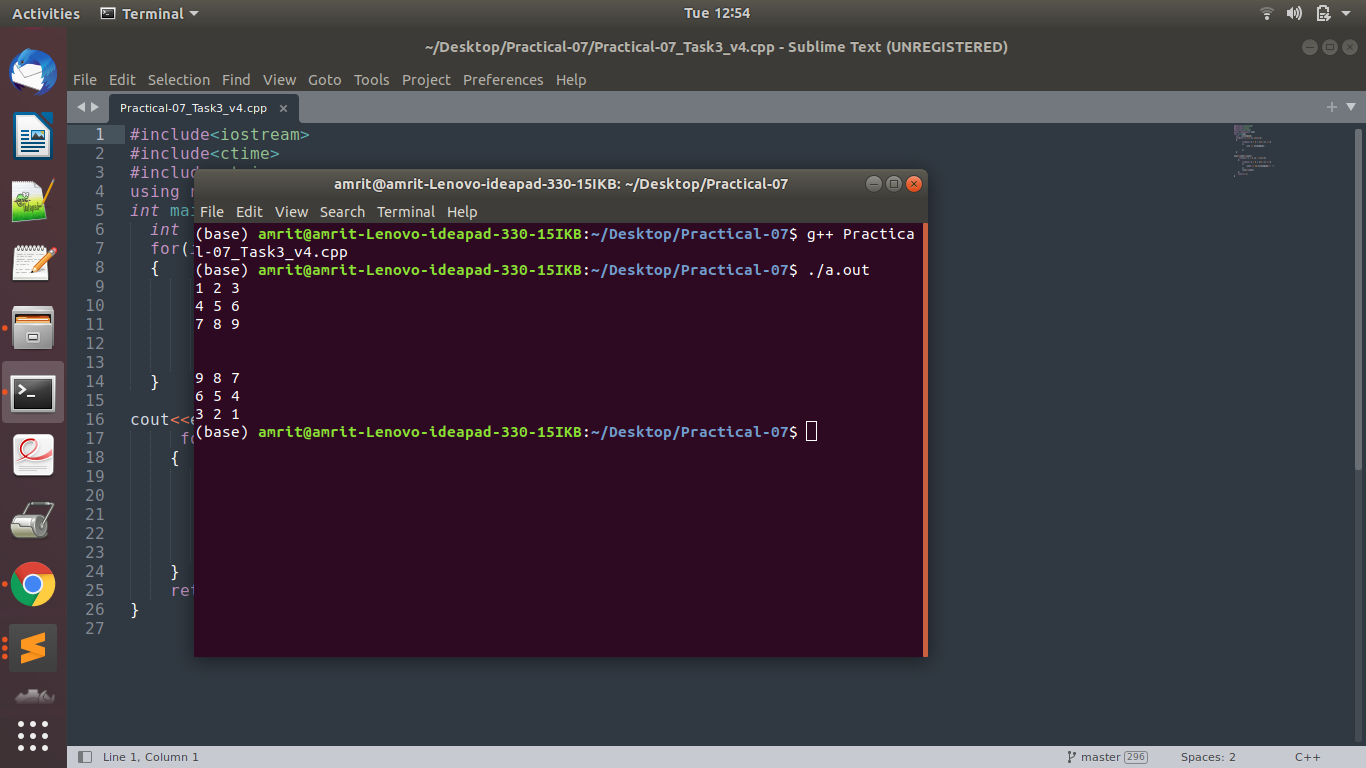 Activities Terminal Tue 12:54
~/Desktop/Practical-07/Practical-07_Task3_v4.cpp - Sublime Text (UNREGISTERED)
File Edit Selection Find View Goto Tools Project Preferences Help
Practical-07_Task3_v4.cpp ×
1 #include<iostream>
2 #include<ctime>
3
4 using
5 int
6 int
7 for(
8 {
9
10
11
12
13
14 }
15
16 cout<<
17
18 {
19
20
21
22
23
24 }
25
26 }
27
amrit@amrit-Lenovo-ideapad-330-15IKB: ~/Desktop/Practical-07
File Edit View Search Terminal Help
(base) amrit@amrit-Lenovo-ideapad-330-15IKB:~/Desktop/Practical-07$ g++ Practica
l-07_Task3_v4.cpp
(base) amrit@amrit-Lenovo-ideapad-330-15IKB:~/Desktop/Practical-07$ ./a.out
1 2 3
4 5 6
7 8 9
9 8 7
6 5 4
3 2 1
(base) amrit@amrit-Lenovo-ideapad-330-15IKB:~/Desktop/Practical-07$
Line 1, Column 1 master 296 Spaces: 2 C++